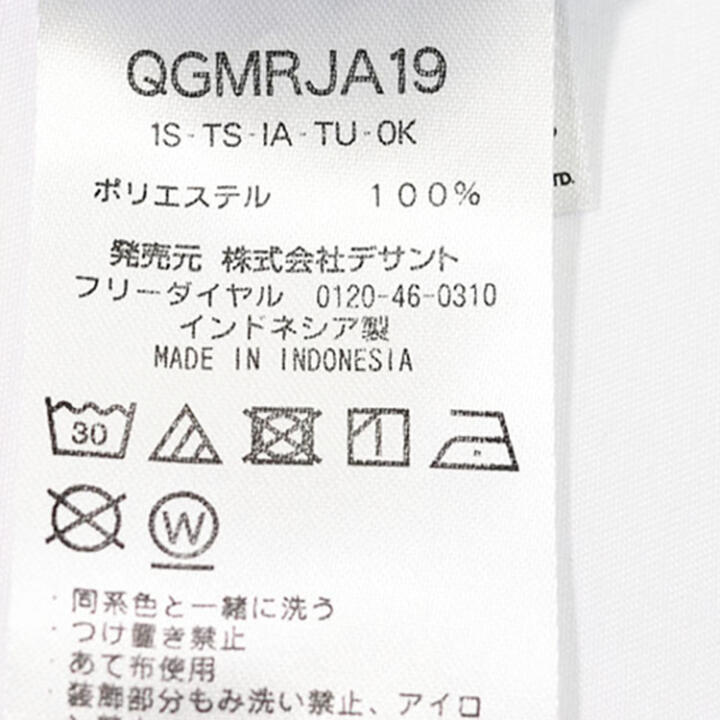 QGMRJA19
1S-TS-IA-TU-OK
ポリエステル 100%
TD.
発売元 株式会社デサント
フリーダイヤル 0120-46-0310
インドネシア製
MADE IN INDONESIA
30
W
・同系色と一緒に洗う
・つけ置き禁止
・あて布使用
・装飾部分もみ洗い禁止、アイロ